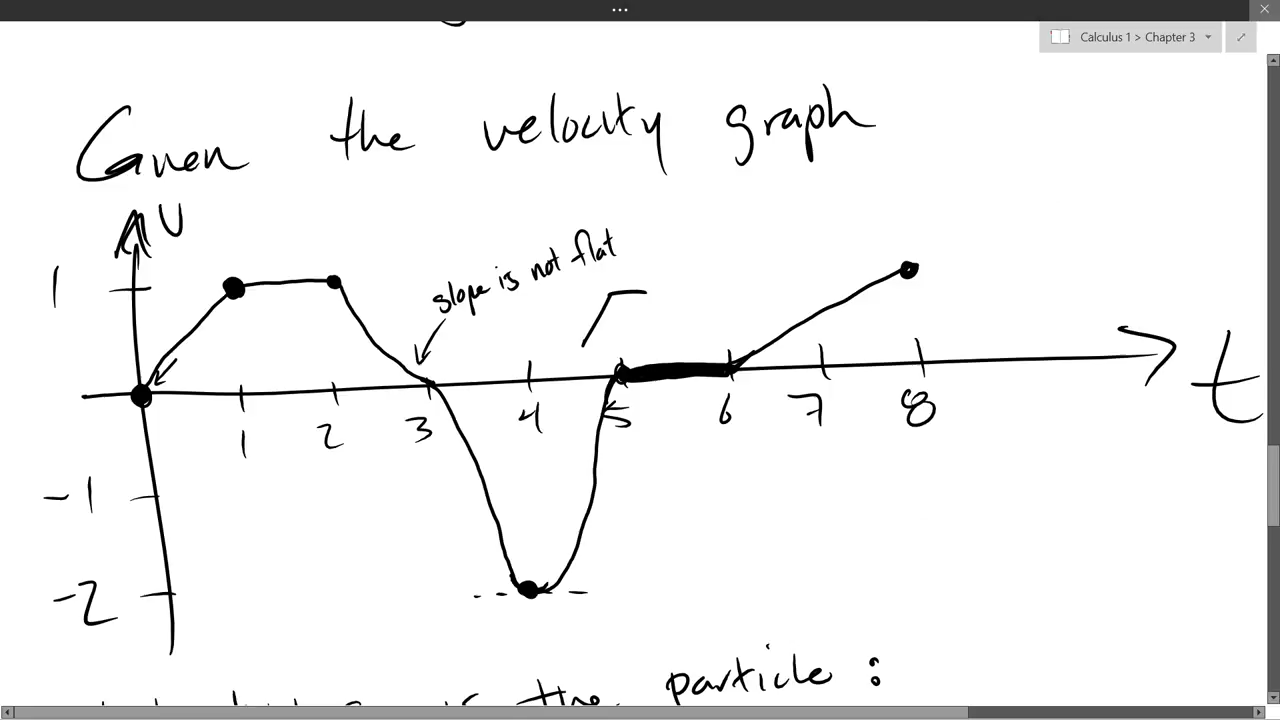 Calculus 1 > Chapter 3
Given the velocity graph
v
1
slope is not flat
1 2 3 4 5 6 7 8
t
-1
-2
the particle: